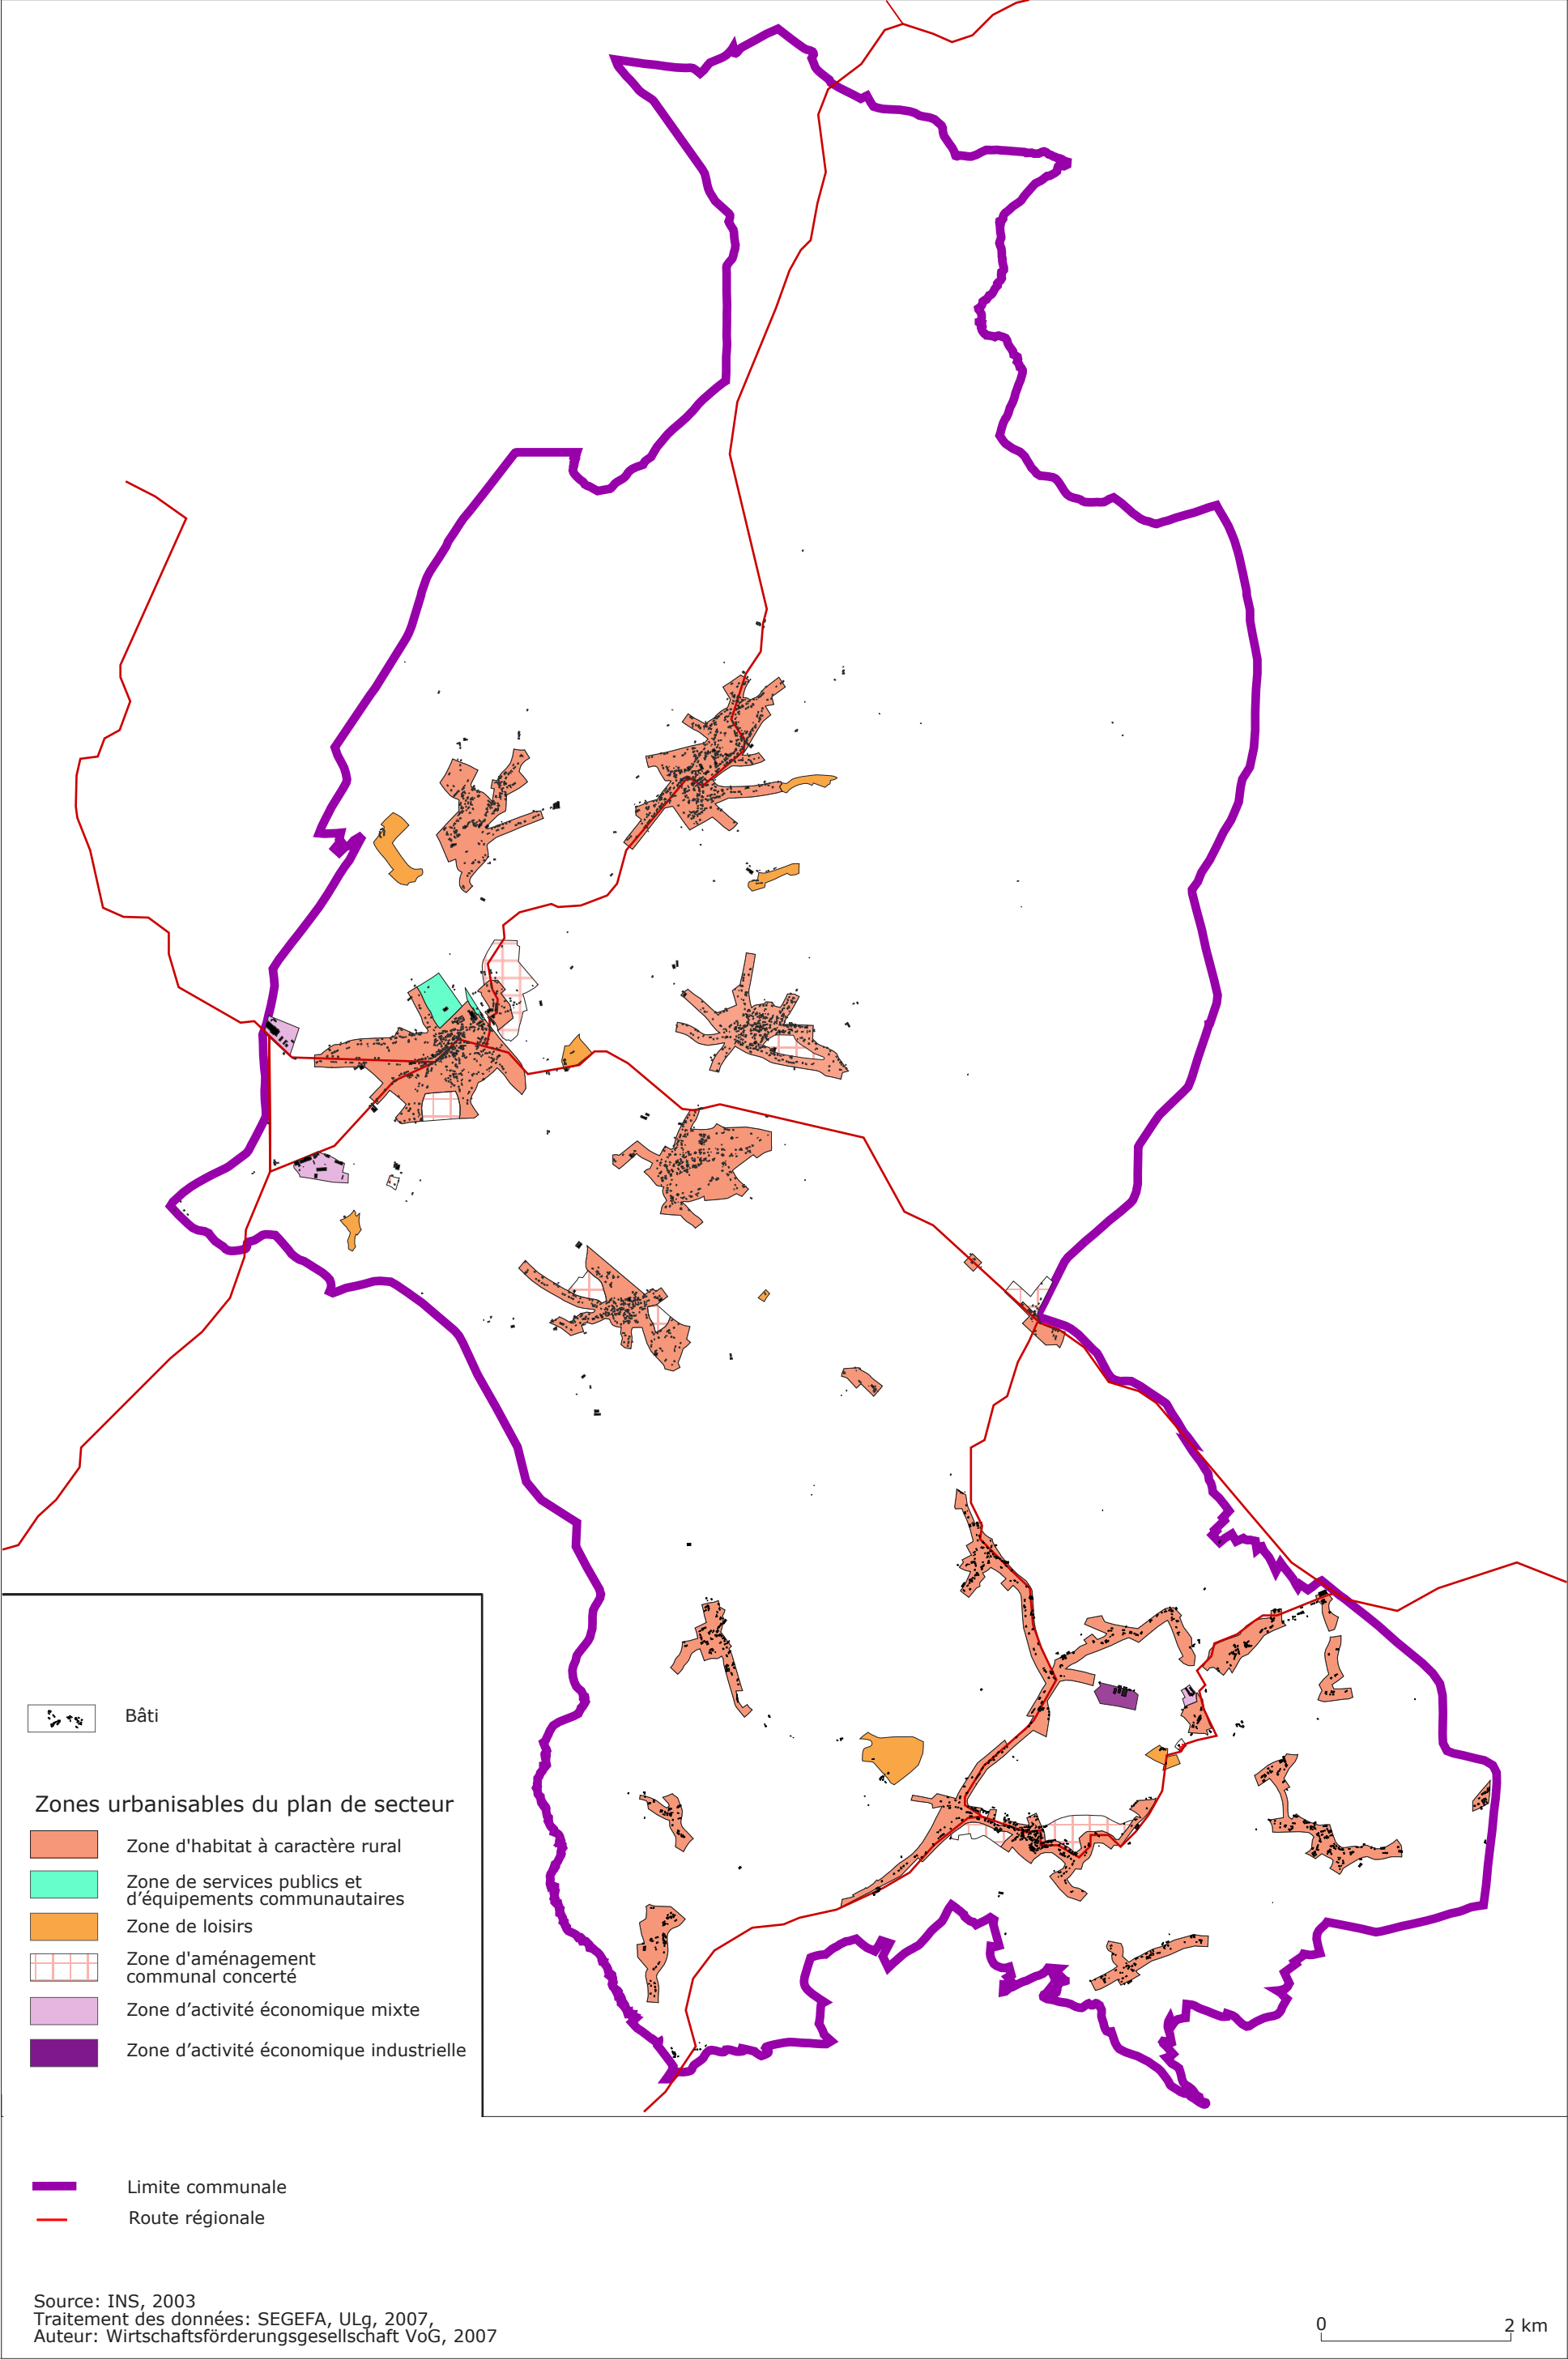 Bâti
Zones urbanisables du plan de secteur
Zone d'habitat à caractère rural
Zone de services publics et
d’équipements communautaires
Zone de loisirs
Zone d'aménagement
communal concerté
Zone d’activité économique mixte
Zone d’activité économique industrielle
Limite communale
Route régionale
Source: INS, 2003
Traitement des données: SEGEFA, ULg, 2007,
Auteur: Wirtschaftsförderungsgesellschaft VoG, 2007
0 2 km